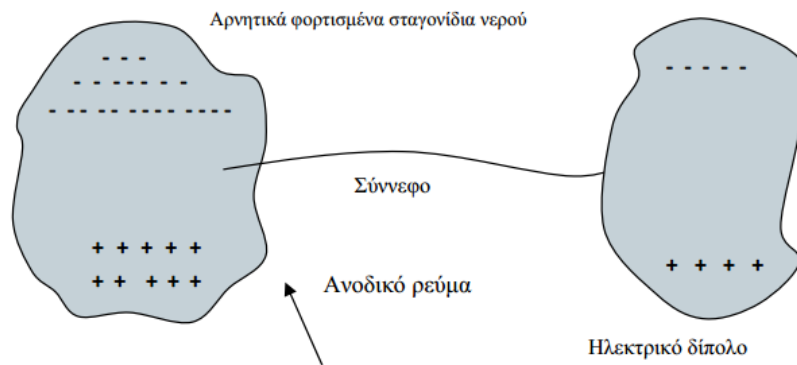 Αρνητικά φορτισμένα σταγονίδια νερού
- - -
- - -- -- - -
- -- -- ---- ----
- - - - -
Σύννεφο
+ + + + +
+ + + + +
+ + + +
Ανοδικό ρεύμα
Ηλεκτρικό δίπολο